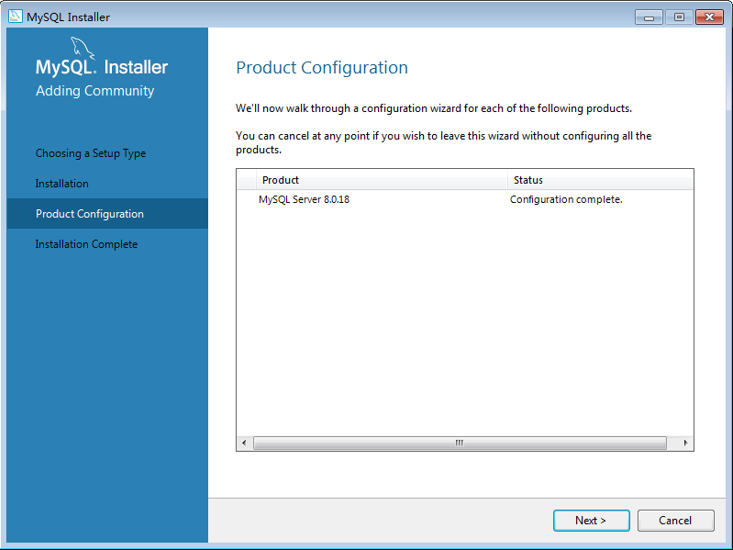 MySQL Installer
MySQL. Installer
Adding Community
Choosing a Setup Type
Installation
Product Configuration
Installation Complete
Product Configuration
We'll now walk through a configuration wizard for each of the following products.
You can cancel at any point if you wish to leave this wizard without configuring all the
products.
Product Status
MySQL Server 8.0.18 Configuration complete.
Next > Cancel